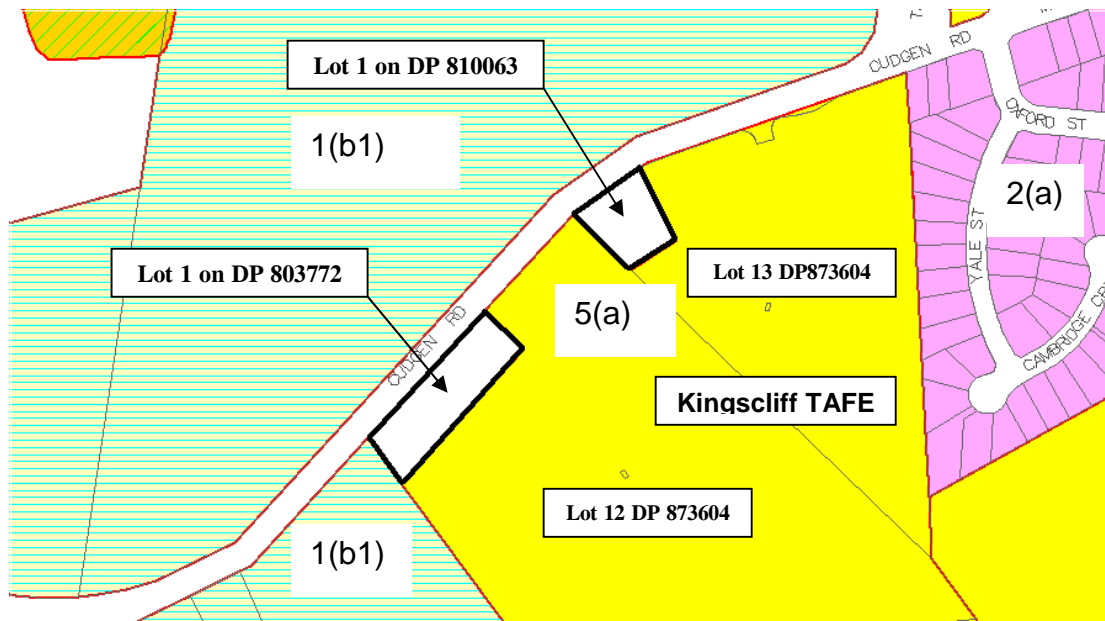 CUDGEN RD
Lot 1 on DP 810063
OXFORD ST
1(b1)
2(a)
YALE ST
Lot 1 on DP 803772
Lot 13 DP873604
5(a)
CUDGEN RD
CAMBRIDGE
Kingscliff TAFE
Lot 12 DP 873604
1(b1)